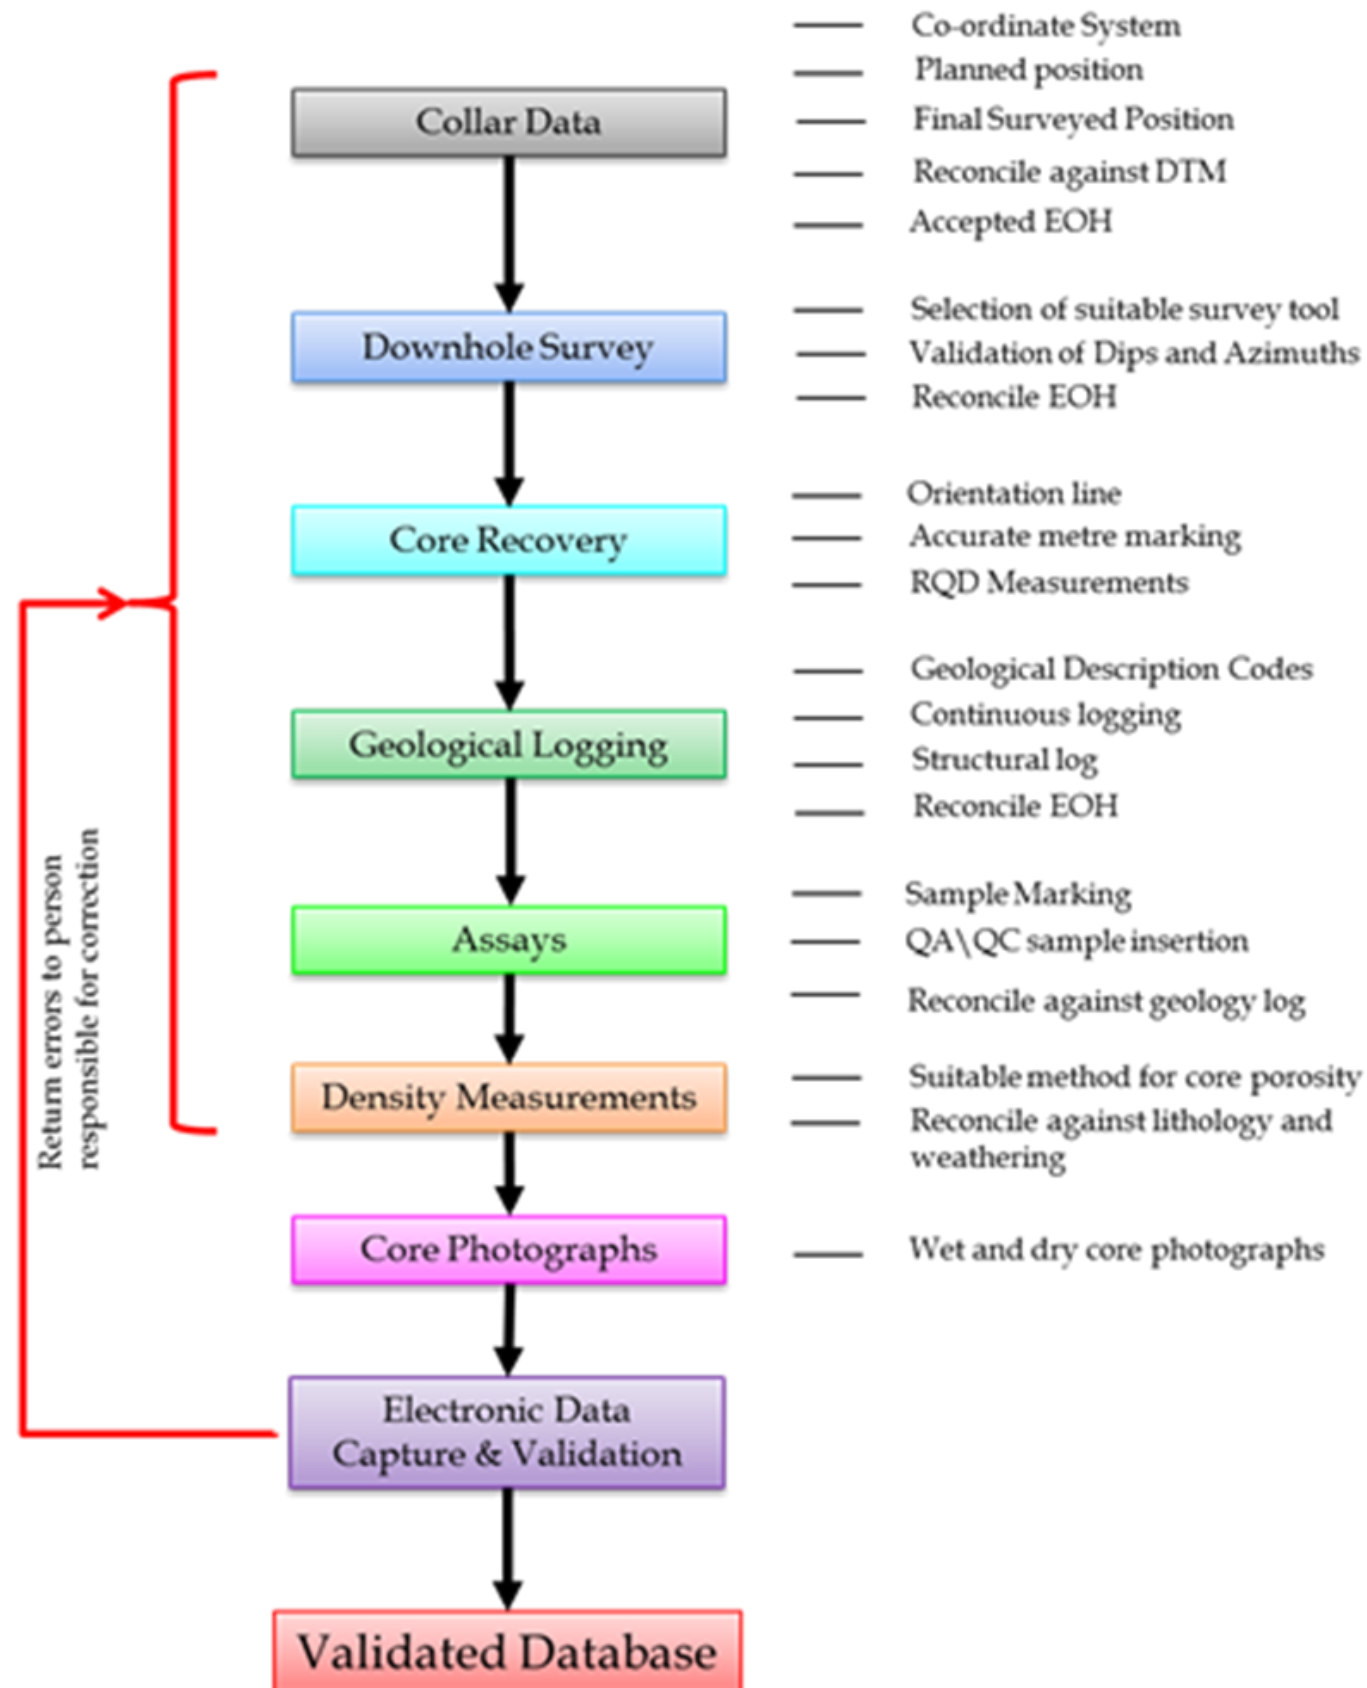 Co-ordinate System
Planned position
Collar Data
Final Surveyed Position
Reconcile against DTM
Accepted EOH
Downhole Survey
Selection of suitable survey tool
Validation of Dips and Azimuths
Reconcile EOH
Core Recovery
Orientation line
Accurate metre marking
RQD Measurements
Geological Logging
Geological Description Codes
Continuous logging
Structural log
Reconcile EOH
Assays
Sample Marking
QA\QC sample insertion
Reconcile against geology log
Density Measurements
Suitable method for core porosity
Reconcile against lithology and
weathering
Core Photographs
Wet and dry core photographs
Electronic Data
Capture & Validation
Validated Database
Return errors to person
responsible for correction